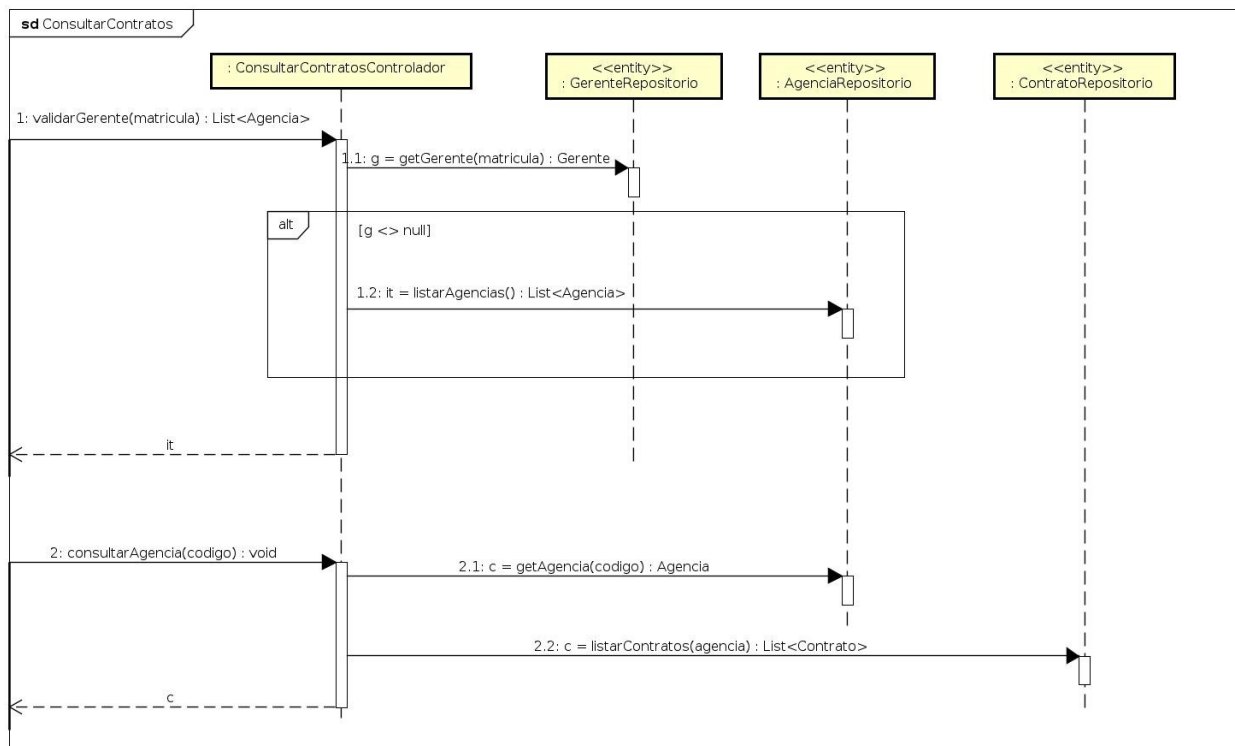 sd ConsultarContratos
: ConsultarContratosControlador
<<entity>>
: GerenteRepositorio
<<entity>>
: AgenciaRepositorio
<<entity>>
: ContratoRepositorio
1: validarGerente(matricula) : List<Agencia>
1.1: g = getGerente(matricula) : Gerente
alt
[g <> null]
1.2: it = listarAgencias() : List<Agencia>
it
2: consultarAgencia(codigo) : void
2.1: c = getAgencia(codigo) : Agencia
2.2: c = listarContratos(agencia) : List<Contrato>
c